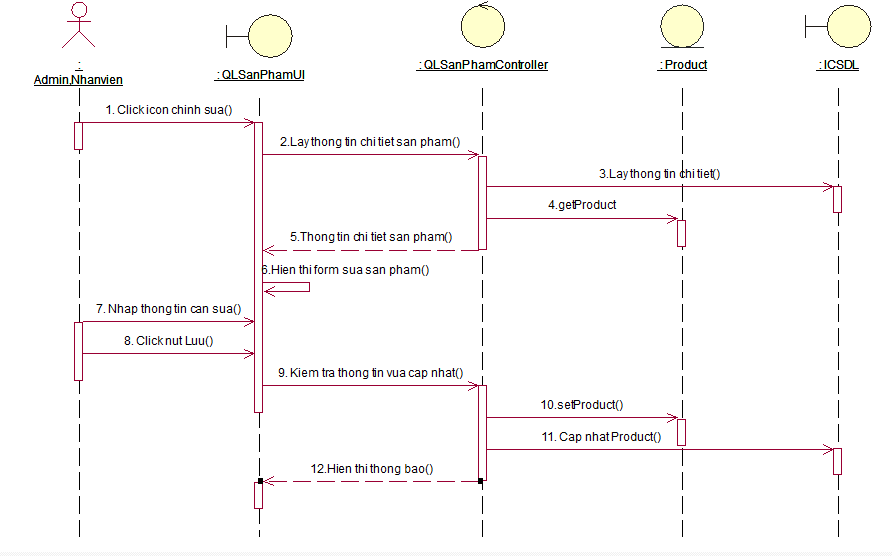 :
Admin,Nhanvien
: QLSanPhamUI
: QLSanPhamController
: Product
: ICSDL
1. Click icon chinh sua()
2.Lay thong tin chi tiet san pham()
3.Lay thong tin chi tiet()
4.getProduct
5.Thong tin chi tiet san pham()
6.Hien thi form sua san pham()
7. Nhap thong tin can sua()
8. Click nut Luu()
9. Kiem tra thong tin vua cap nhat()
10.setProduct()
11. Cap nhat Product()
12.Hien thi thong bao()